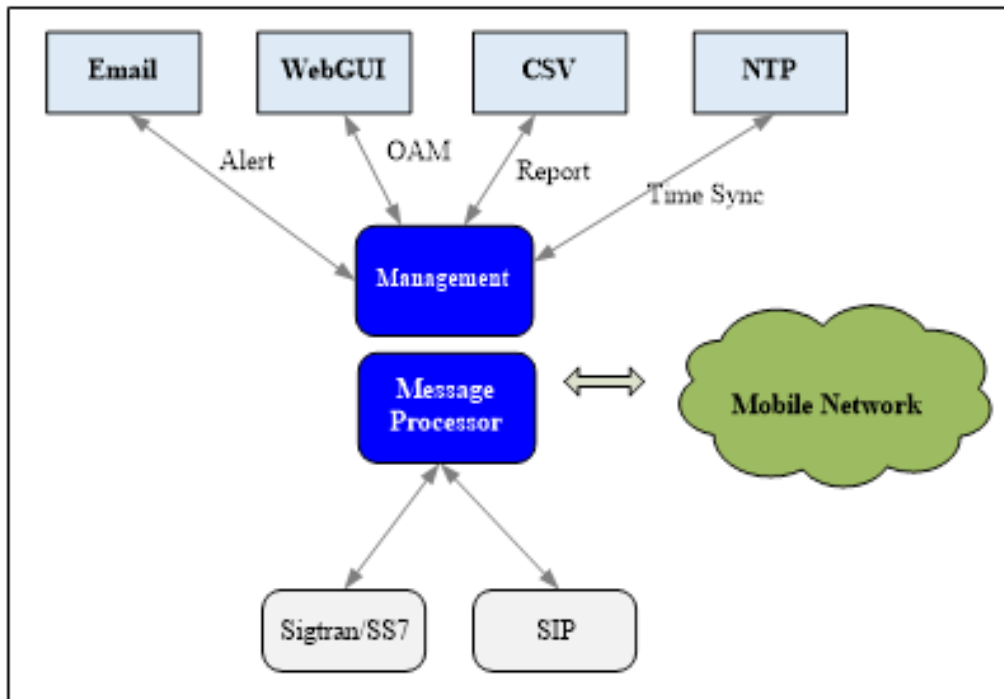 Email
WebGUI
CSV
NTP
Alert
OAM
Report
Time Sync
Management
Message
Processor
Mobile Network
Sigtran/SS7
SIP